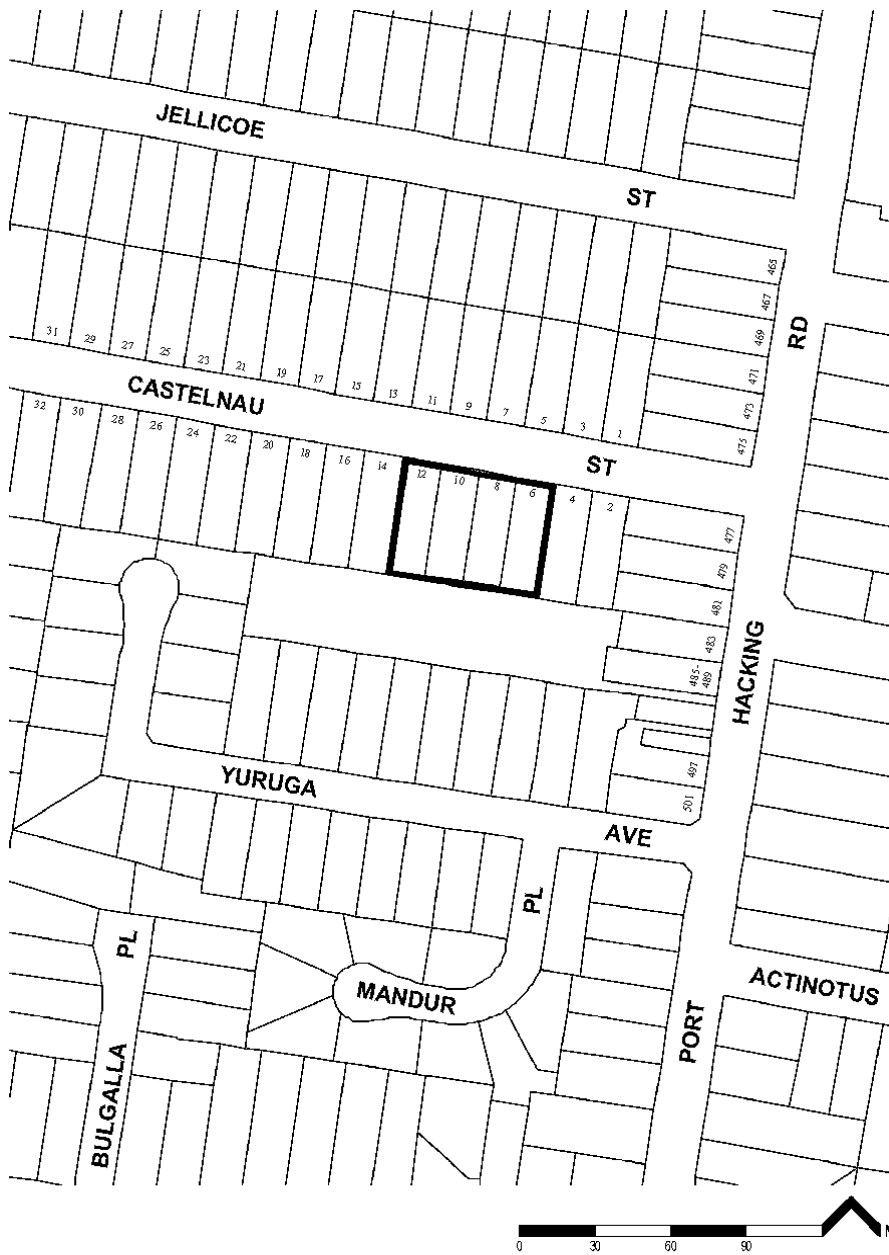 JELLICOE ST
465
467
469
471
473
475
RD
31 29 27 25 23 21 19 17 15 13 11 9 7 5 3 1
CASTELNAU ST
32 30 28 26 24 22 20 18 16 14 12 10 8 6 4 2
477
479
481
483
485-
489
497
501
HACKING
YURUGA AVE
PL
PL
MANDUR
ACTINOTUS
PORT
BULGALLA
0 30 60 90
N